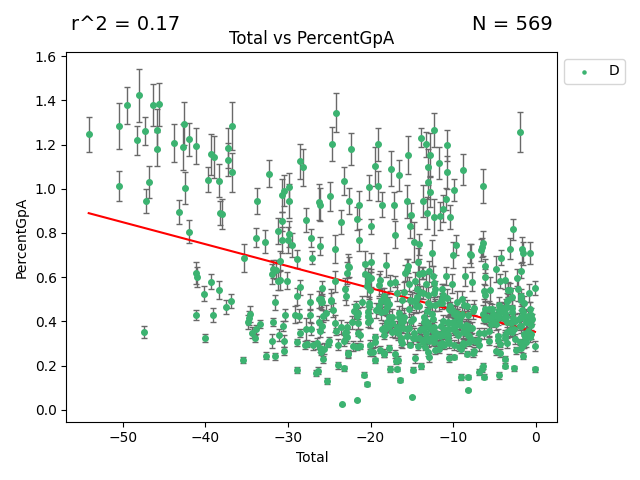 r^2 = 0.17
N = 569
Total vs PercentGpA
D
PercentGpA
1.6
1.4
1.2
1.0
0.8
0.6
0.4
0.2
0.0
−50 −40 −30 −20 −10 0
Total